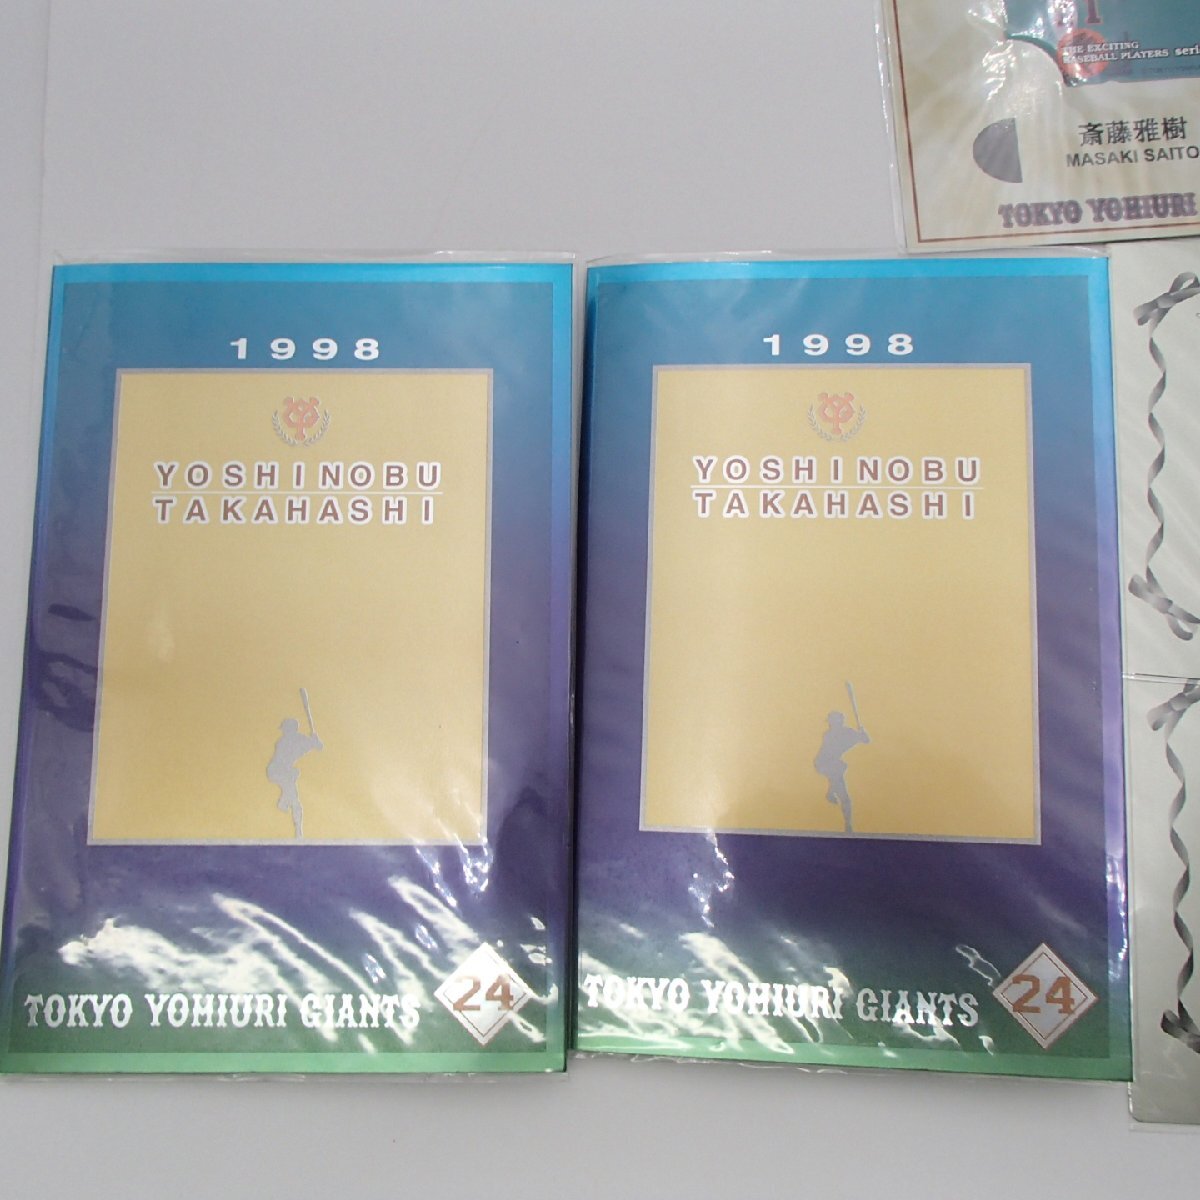 THE EXCITING
BASEBALL PLAYERS seri
斎藤雅樹
MASAKI SAITO
TOKYO YOMIURI
1998
YOSHINOBU
TAKAHASHI
TOKYO YOMIURI GIANTS
24
1998
YOSHINOBU
TAKAHASHI
TOKYO YOMIURI GIANTS
24